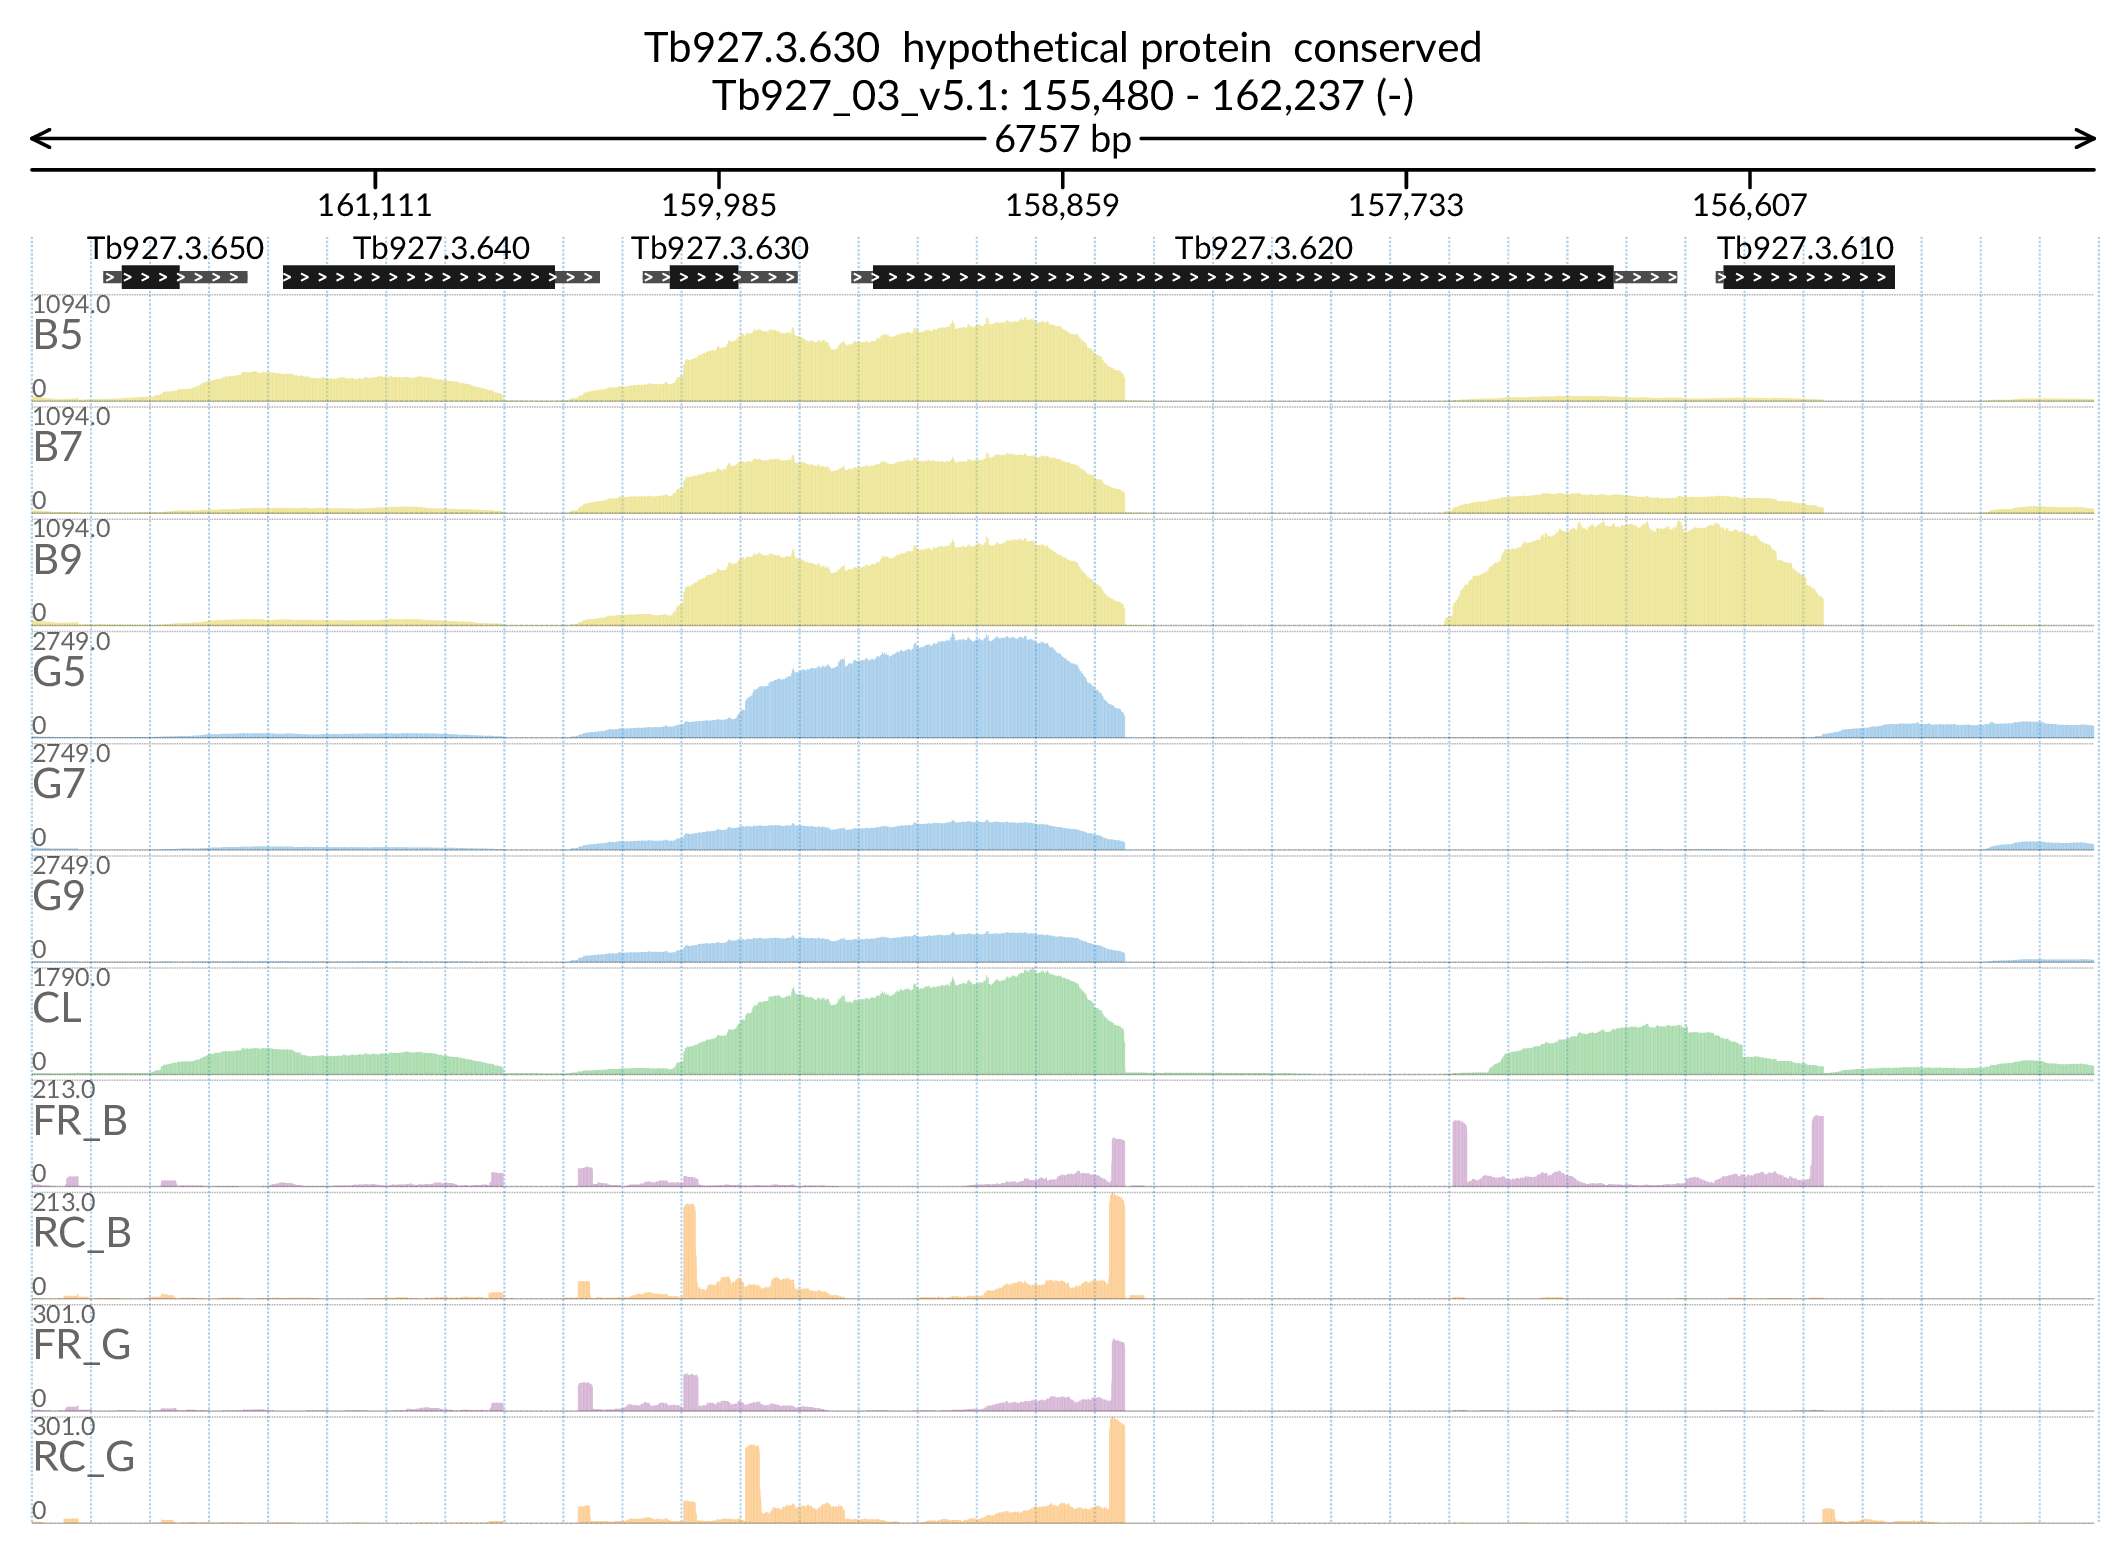 Tb927.3.630  hypothetical protein  conserved
Tb927_03_v5.1: 155,480 - 162,237 (-)
6757 bp
161,111 159,985 158,859 157,733 156,607
Tb927.3.650 Tb927.3.640 Tb927.3.630 Tb927.3.620 Tb927.3.610
1094.0
B5
0
1094.0
B7
0
1094.0
B9
0
2749.0
G5
0
2749.0
G7
0
2749.0
G9
0
1790.0
CL
0
213.0
FR_B
0
213.0
RC_B
0
301.0
FR_G
0
301.0
RC_G
0